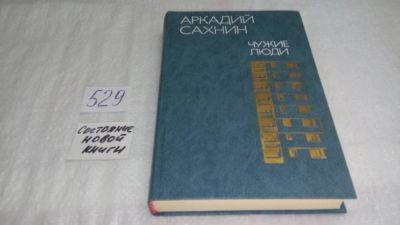 АРКАДИЙ
САХНИН
ЧУЖИЕ
ЛЮДИ
529
СОСТОЯНИЕ
НОВОЙ
КНИГИ